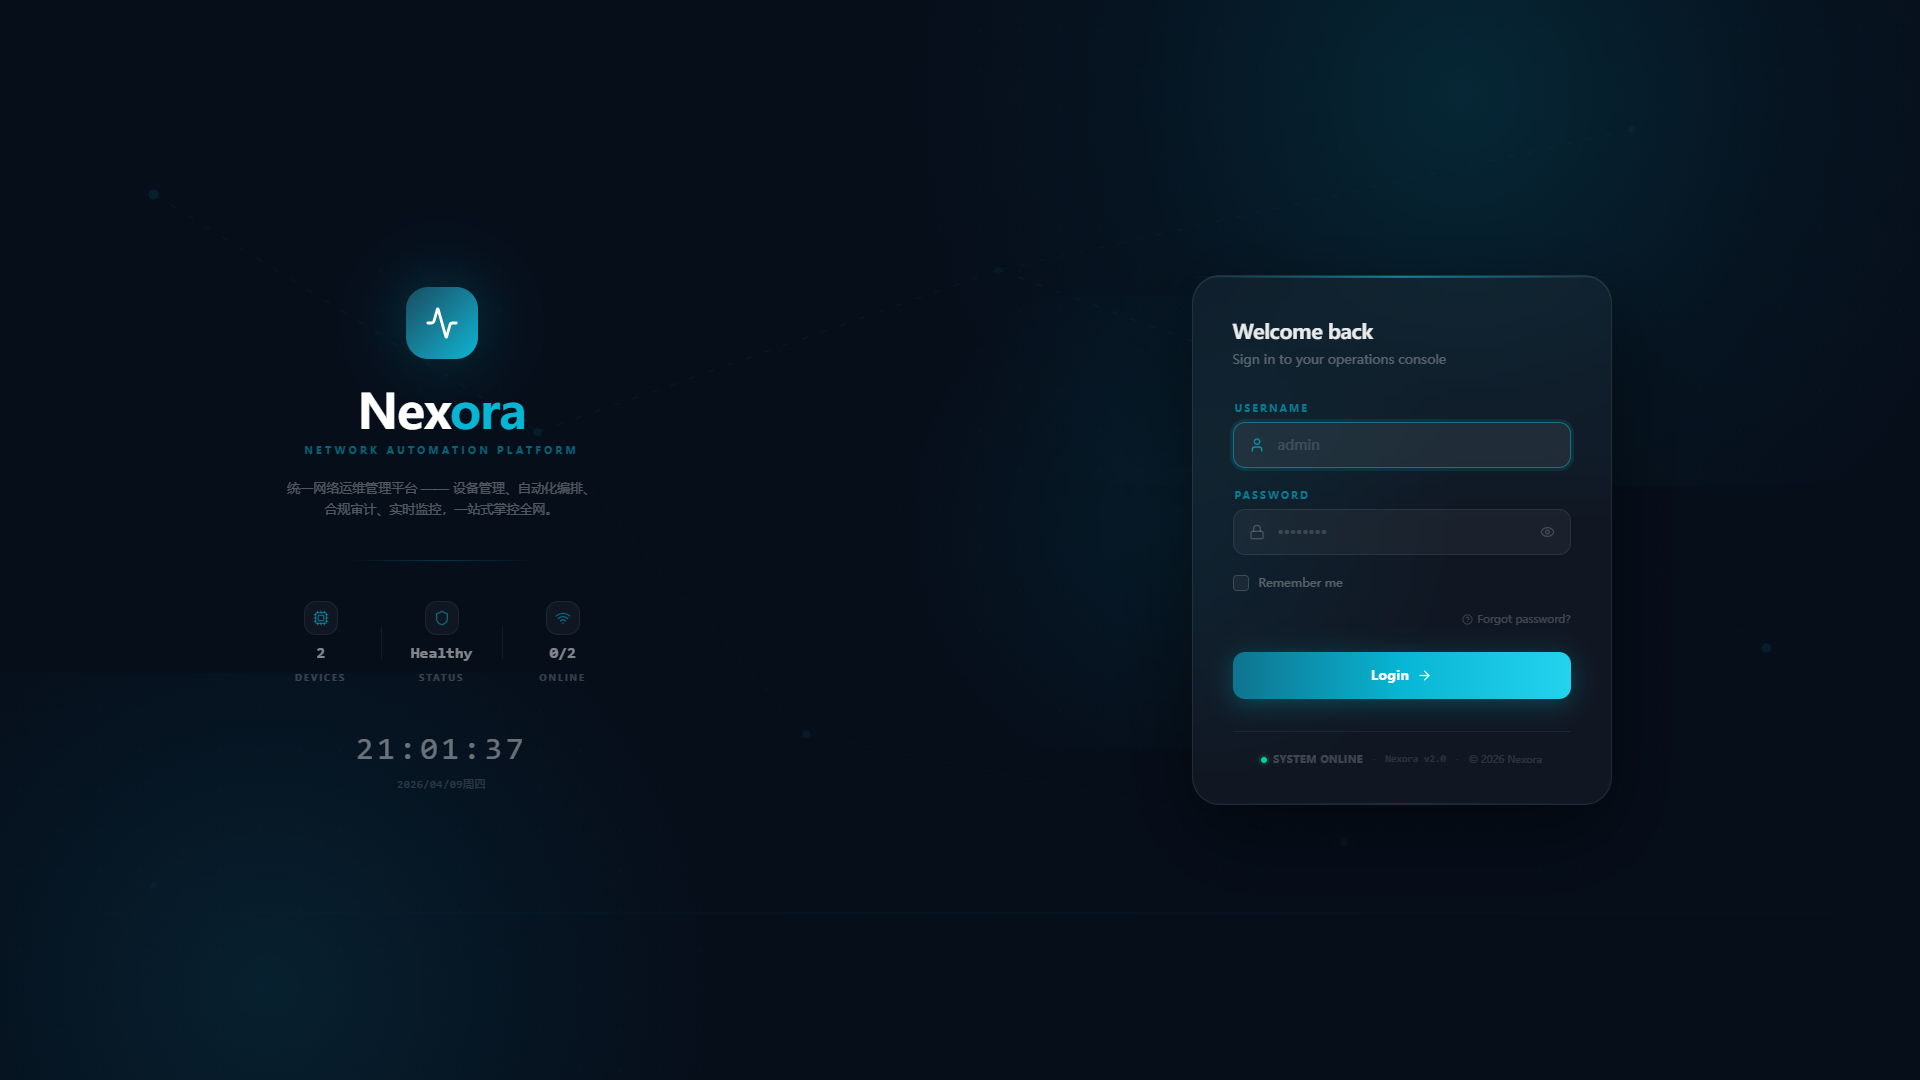 Nexora
NETWORK AUTOMATION PLATFORM
统一网络运维管理平台 —— 设备管理、自动化编排、
合规审计、实时监控，一站式掌控全网。
2
DEVICES
Healthy
STATUS
0/2
ONLINE
21:01:37
2026/04/09周四
Welcome back
Sign in to your operations console
USERNAME
admin
PASSWORD
••••••••
Remember me
Forgot password?
Login →
SYSTEM ONLINE · Nexora v2.0 · © 2026 Nexora